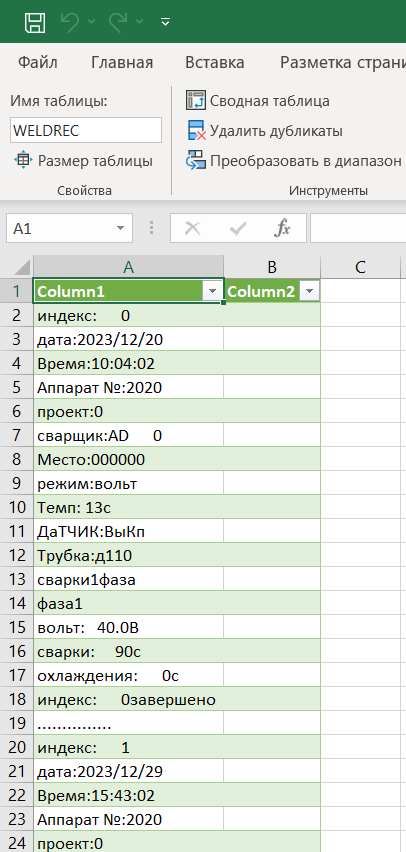 Файл Главная Вставка Разметка страни
Имя таблицы:
WELDREC
Размер таблицы
Свойства
Сводная таблица
Удалить дубликаты
Преобразовать в диапазон
Инструменты
A1 fx
A B C
1 Column1 Column2
2 индекс: 0
3 дата:2023/12/20
4 Время:10:04:02
5 Аппарат №:2020
6 проект:0
7 сварщик:AD 0
8 Место:000000
9 режим:вольт
10 Темп: 13с
11 ДаТЧИК:ВыКп
12 Трубка:д110
13 сварки1фаза
14 фаза1
15 вольт: 40.0В
16 сварки: 90с
17 охлаждения: 0с
18 индекс: 0завершено
19 ...............
20 индекс: 1
21 дата:2023/12/29
22 Время:15:43:02
23 Аппарат №:2020
24 проект:0